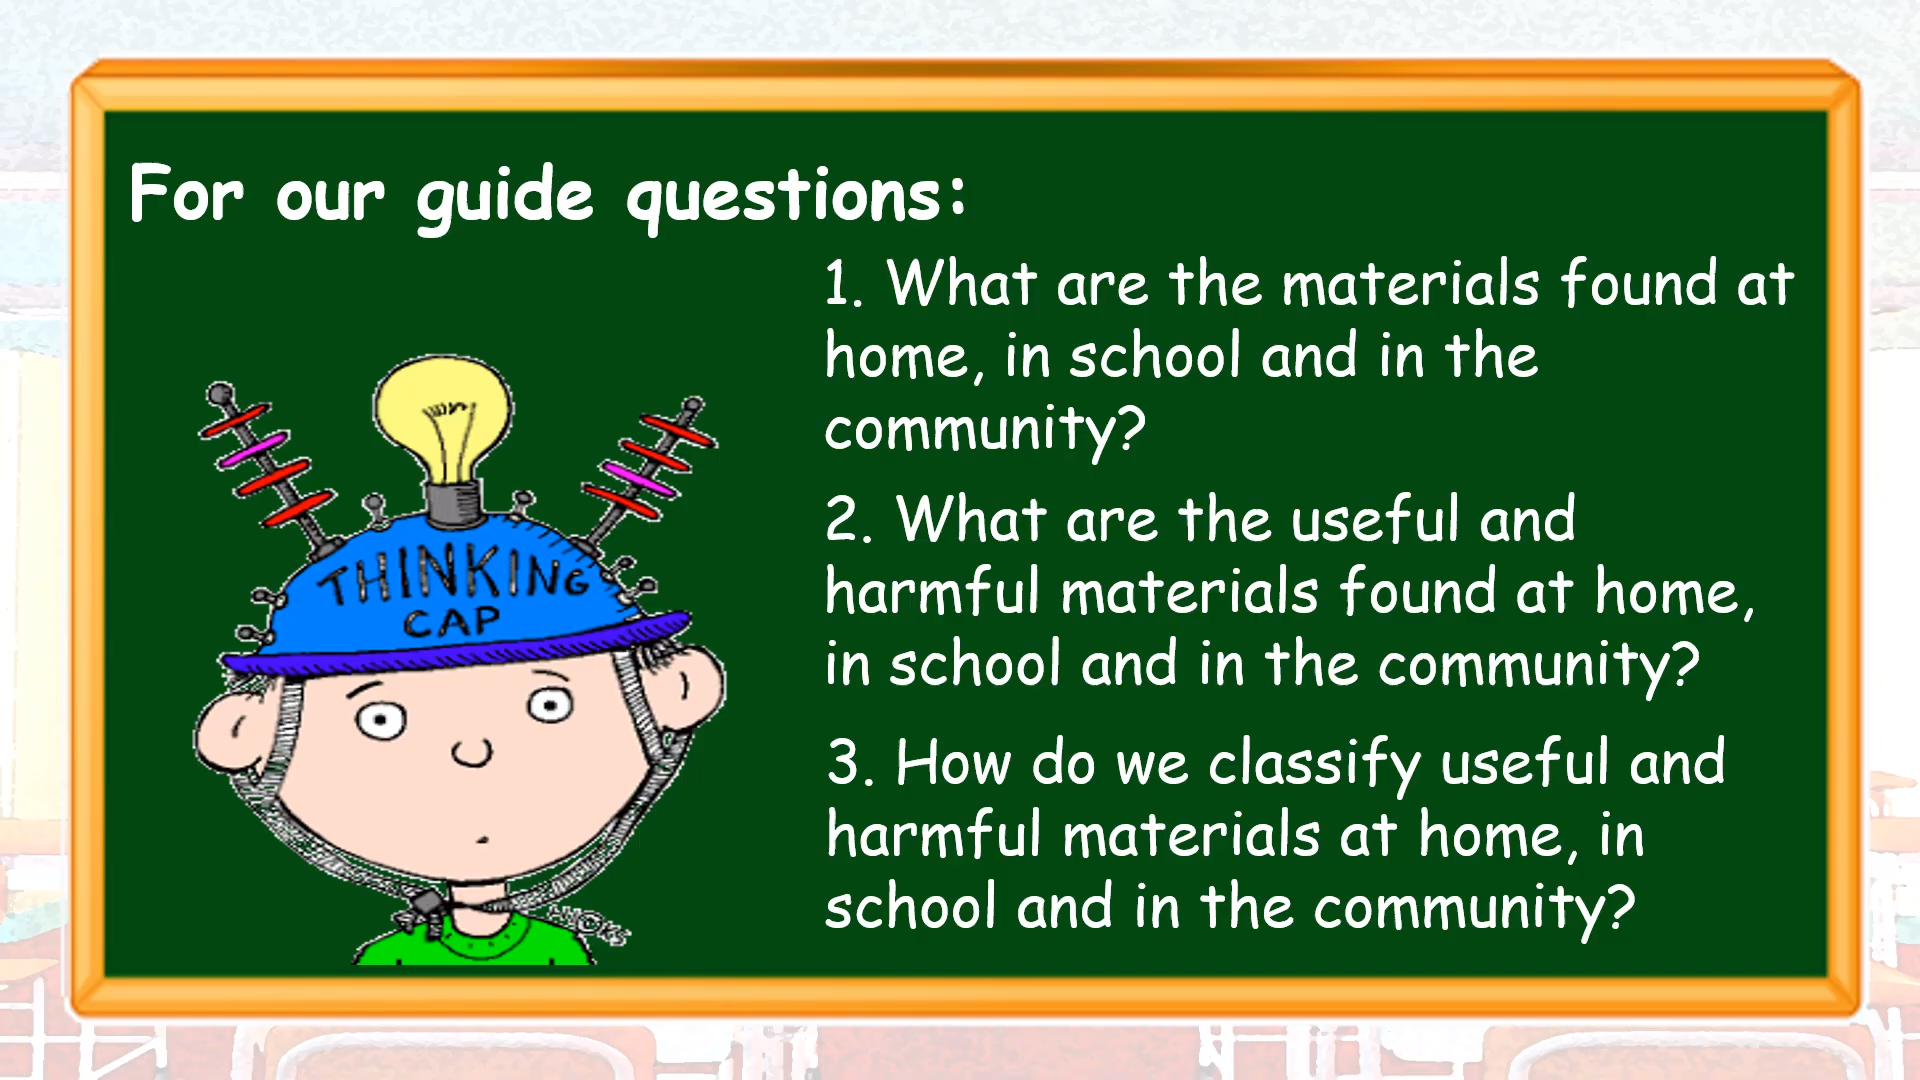 For our guide questions:
1. What are the materials found at
home, in school and in the
community?
2. What are the useful and
harmful materials found at home,
in school and in the community?
3. How do we classify useful and
harmful materials at home, in
school and in the community?
THINKING
CAP